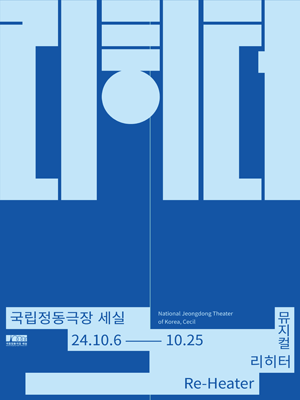 리히터
국립정동극장 세실
National Jeongdong Theater
of Korea, Cecil
24.10.6 — 10.25
뮤지컬
리히터
Re-Heater